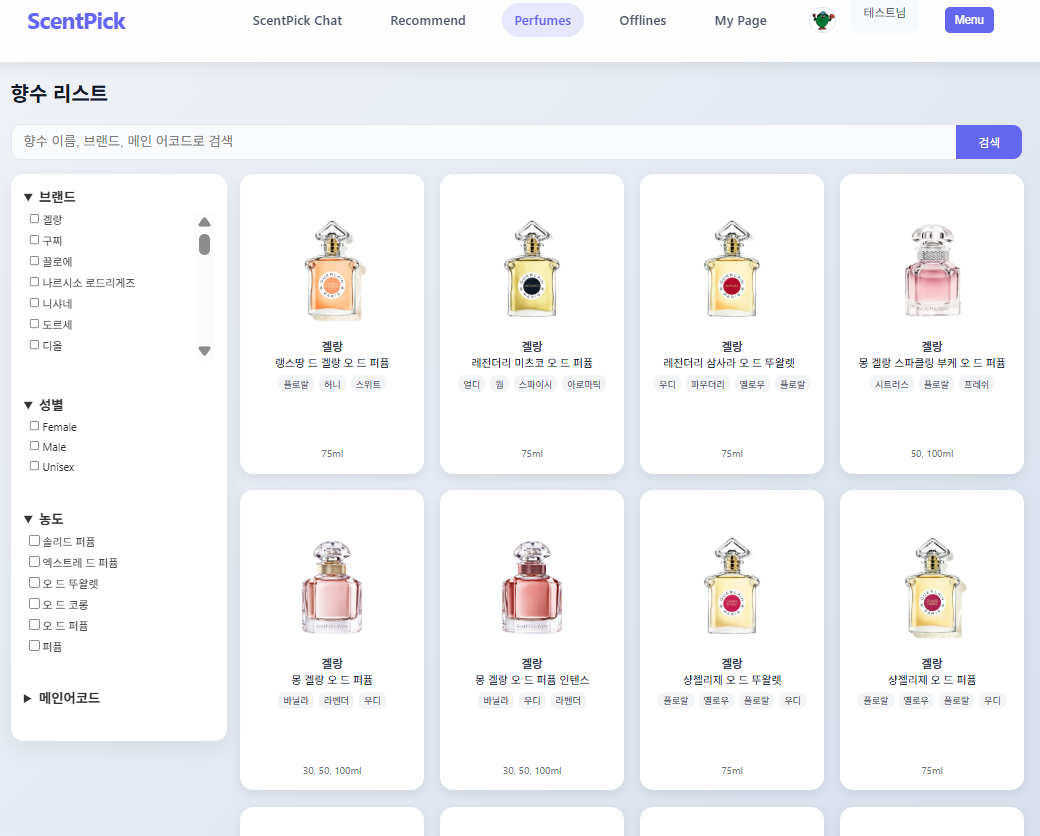 ScentPick
ScentPick Chat
Recommend
Perfumes
Offlines
My Page
테스트님
Menu
향수 리스트
향수 이름, 브랜드, 메인 어코드로 검색
검색
▼ 브랜드
겔랑
구찌
끌로에
나르시소 로드리게즈
니샤네
도르세
디올
▼ 성별
Female
Male
Unisex
▼ 농도
솔리드 퍼퓸
엑스트레 드 퍼퓸
오 드 뚜왈렛
오 드 코롱
오 드 퍼퓸
퍼퓸
▶ 메인어코드
GUERLAIN
PARIS
겔랑
랭스땅 드 겔랑 오 드 퍼퓸
플로랄 허니 스위트
75ml
GUERLAIN
PARIS
겔랑
레전더리 미츠코 오 드 퍼퓸
얼디 웜 스파이시 아로마틱
75ml
GUERLAIN
PARIS
겔랑
레전더리 삼사라 오 드 뚜왈렛
우디 파우더리 옐로우 플로랄
75ml
겔랑
몽 겔랑 스파클링 부케 오 드 퍼퓸
시트러스 플로랄 프레쉬
50, 100ml
겔랑
몽 겔랑 오 드 퍼퓸
바닐라 라벤더 우디
30, 50, 100ml
겔랑
몽 겔랑 오 드 퍼퓸 인텐스
바닐라 우디 라벤더
30, 50, 100ml
GUERLAIN
PARIS
겔랑
샹젤리제 오 드 뚜왈렛
플로랄 옐로우 플로랄 우디
75ml
GUERLAIN
PARIS
겔랑
샹젤리제 오 드 퍼퓸
플로랄 옐로우 플로랄 우디
75ml